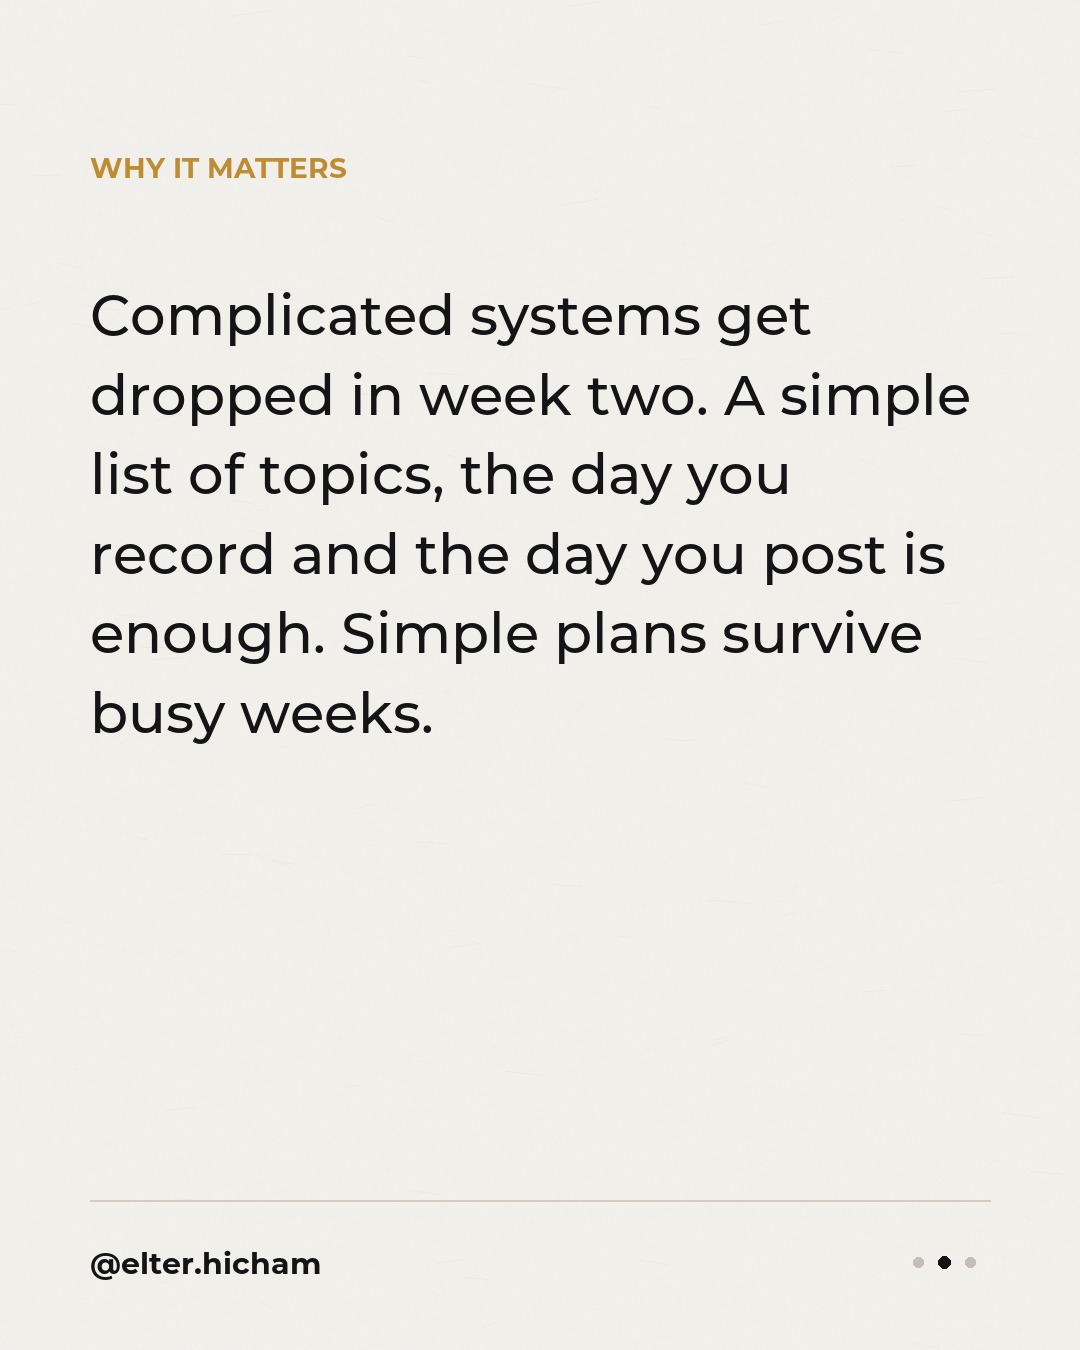 WHY IT MATTERS
Complicated systems get
dropped in week two. A simple
list of topics, the day you
record and the day you post is
enough. Simple plans survive
busy weeks.
@elter.hicham